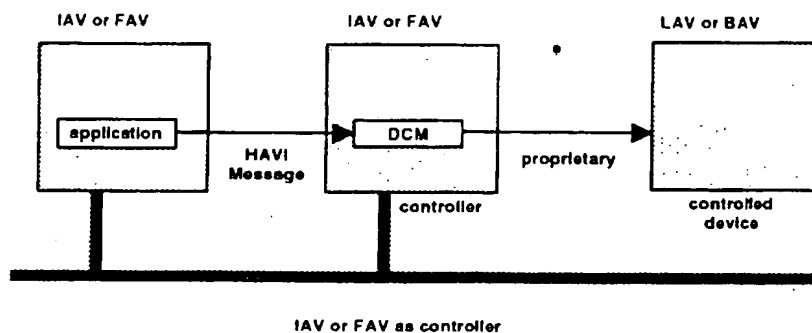 IAV or FAV
IAV or FAV
LAV or BAV
application
DCM
HAVI
Message
proprietary
controller
controlled
device
IAV or FAV as controller